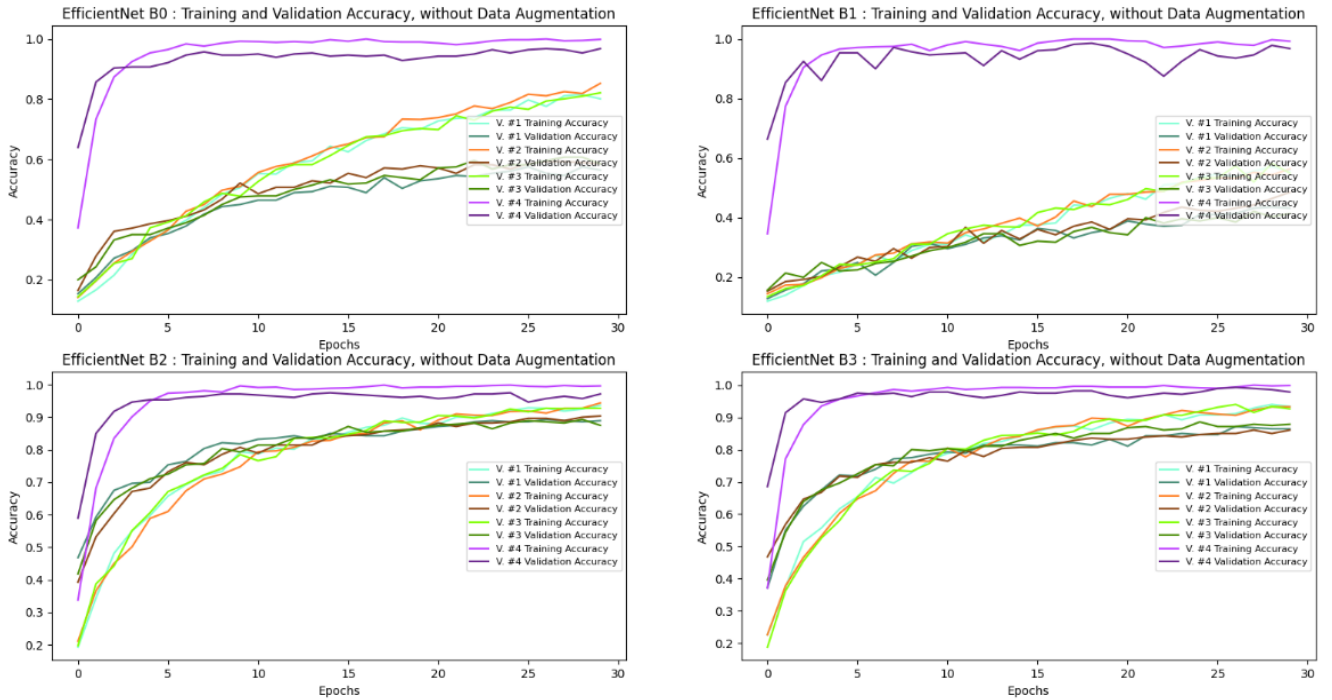 EfficientNet B0 : Training and Validation Accuracy, without Data Augmentation
1.0
0.8
0.6
0.4
0.2
Accuracy
V. #1 Training Accuracy
V. #1 Validation Accuracy
V. #2 Training Accuracy
V. #2 Validation Accuracy
V. #3 Training Accuracy
V. #3 Validation Accuracy
V. #4 Training Accuracy
V. #4 Validation Accuracy
0 5 10 15 20 25 30
Epochs
EfficientNet B1 : Training and Validation Accuracy, without Data Augmentation
1.0
0.8
0.6
0.4
0.2
Accuracy
V. #1 Training Accuracy
V. #1 Validation Accuracy
V. #2 Training Accuracy
V. #2 Validation Accuracy
V. #3 Training Accuracy
V. #3 Validation Accuracy
V. #4 Training Accuracy
V. #4 Validation Accuracy
0 5 10 15 20 25 30
Epochs
EfficientNet B2 : Training and Validation Accuracy, without Data Augmentation
1.0
0.9
0.8
0.7
0.6
0.5
0.4
0.3
0.2
Accuracy
V. #1 Training Accuracy
V. #1 Validation Accuracy
V. #2 Training Accuracy
V. #2 Validation Accuracy
V. #3 Training Accuracy
V. #3 Validation Accuracy
V. #4 Training Accuracy
V. #4 Validation Accuracy
0 5 10 15 20 25 30
Epochs
EfficientNet B3 : Training and Validation Accuracy, without Data Augmentation
1.0
0.9
0.8
0.7
0.6
0.5
0.4
0.3
0.2
Accuracy
V. #1 Training Accuracy
V. #1 Validation Accuracy
V. #2 Training Accuracy
V. #2 Validation Accuracy
V. #3 Training Accuracy
V. #3 Validation Accuracy
V. #4 Training Accuracy
V. #4 Validation Accuracy
0 5 10 15 20 25 30
Epochs